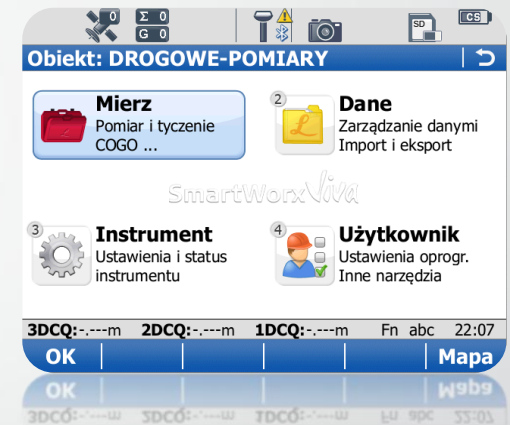 0
Σ 0
G 0
SD
CS
Obiekt: DROGOWE-POMIARY
Mierz
Pomiar i tyczenie
COGO ...
2
Dane
Zarządzanie danymi
Import i eksport
SmartWorx Viva
3
Instrument
Ustawienia i status
instrumentu
4
Użytkownik
Ustawienia oprogr.
Inne narzędzia
3DCQ:-.---m 2DCQ:-.---m 1DCQ:-.---m Fn abc 22:07
OK Mapa